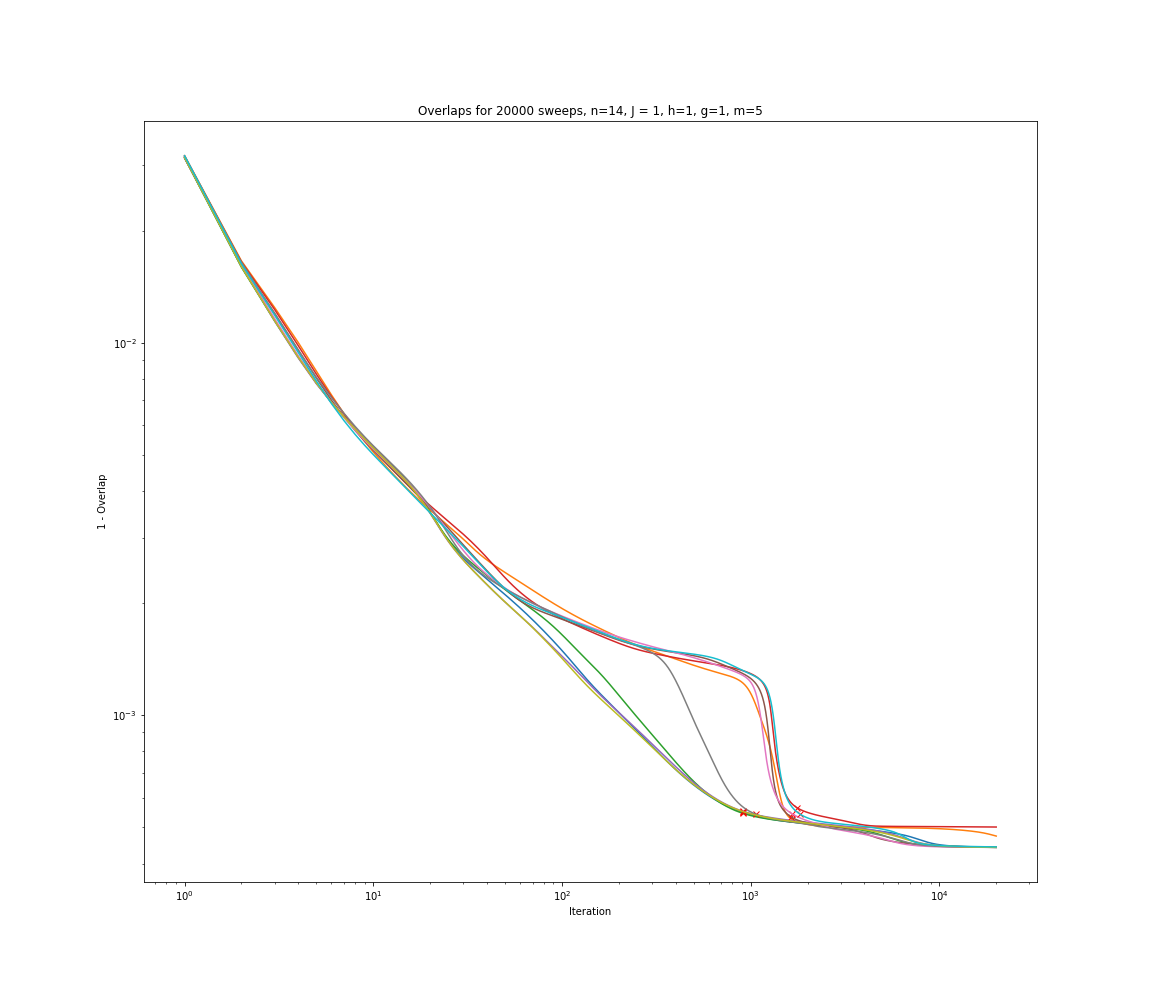 Overlaps for 20000 sweeps, n=14, J = 1, h=1, g=1, m=5
1 - Overlap
10⁻²
10⁻³
10⁰ 10¹ 10² 10³ 10⁴
Iteration